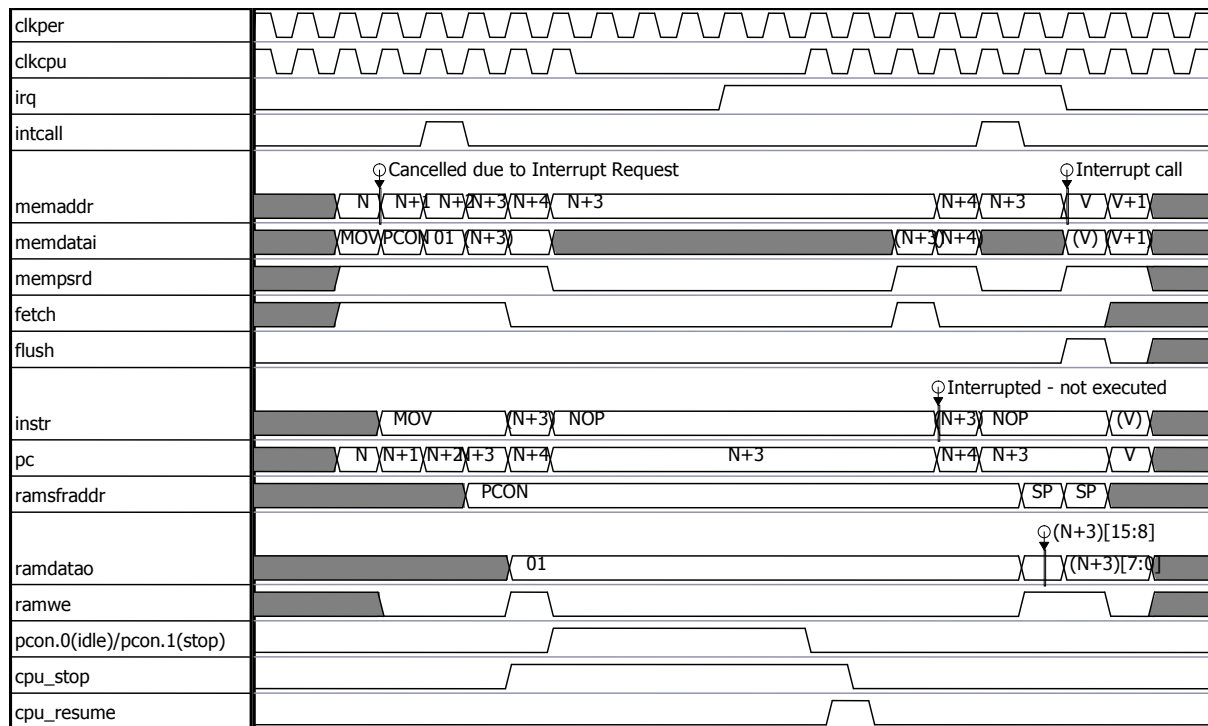 clkper
clkcpu
irq
intcall
Cancelled due to Interrupt Request Interrupt call
memaddr N N+1 N+2 N+3 N+4 N+3 N+4 N+3 V V+1
memdatai MOV PCON 01 (N+3) (N+3) (N+4) (V) (V+1)
mempsrd
fetch
flush
Interrupted - not executed
instr MOV (N+3) NOP (N+3) NOP (V)
pc N N+1 N+2 N+3 N+4 N+3 N+4 N+3 V
ramsfraddr PCON SP SP
(N+3)[15:8]
ramdatao 01 (N+3)[7:0]
ramwe
pcon.0(idle)/pcon.1(stop)
cpu_stop
cpu_resume